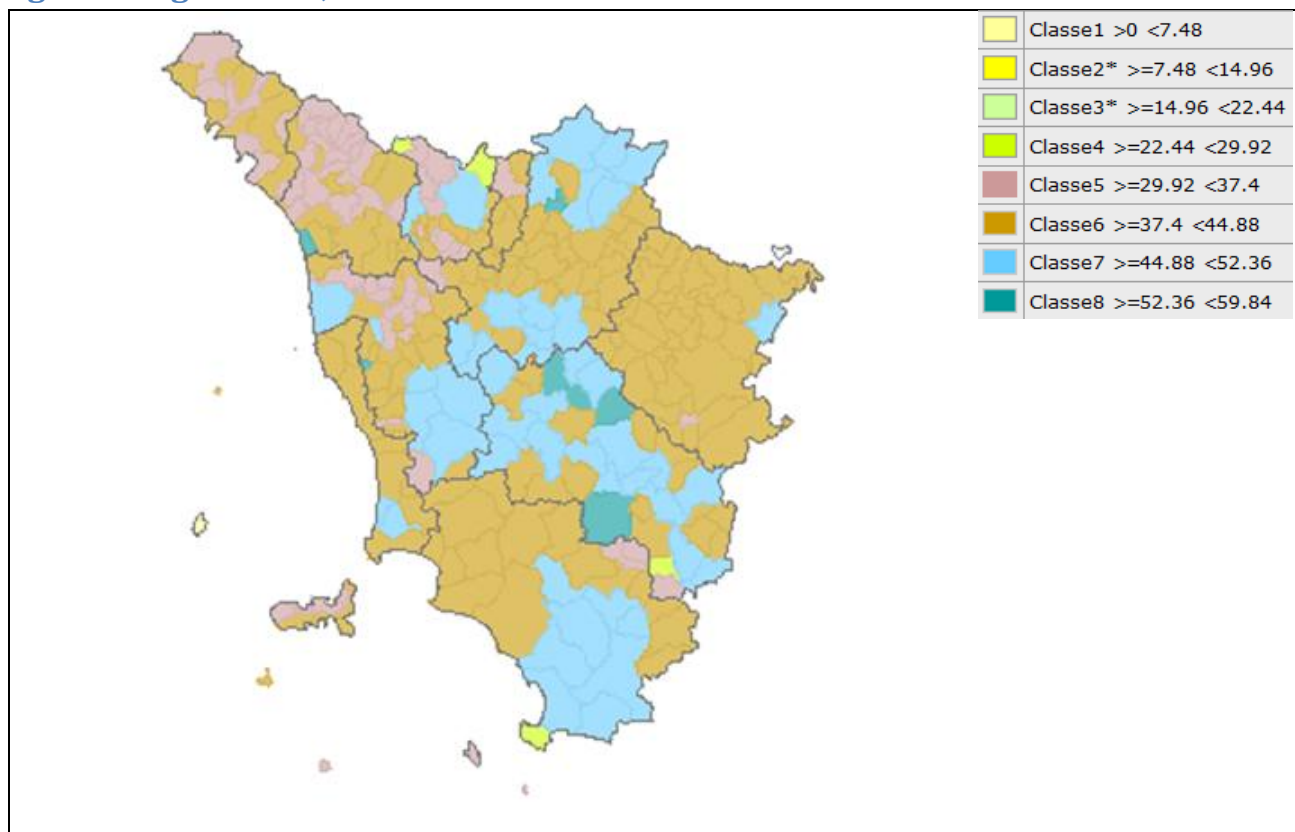 Classe1 >0 <7.48
Classe2* >=7.48 <14.96
Classe3* >=14.96 <22.44
Classe4 >=22.44 <29.92
Classe5 >=29.92 <37.4
Classe6 >=37.4 <44.88
Classe7 >=44.88 <52.36
Classe8 >=52.36 <59.84